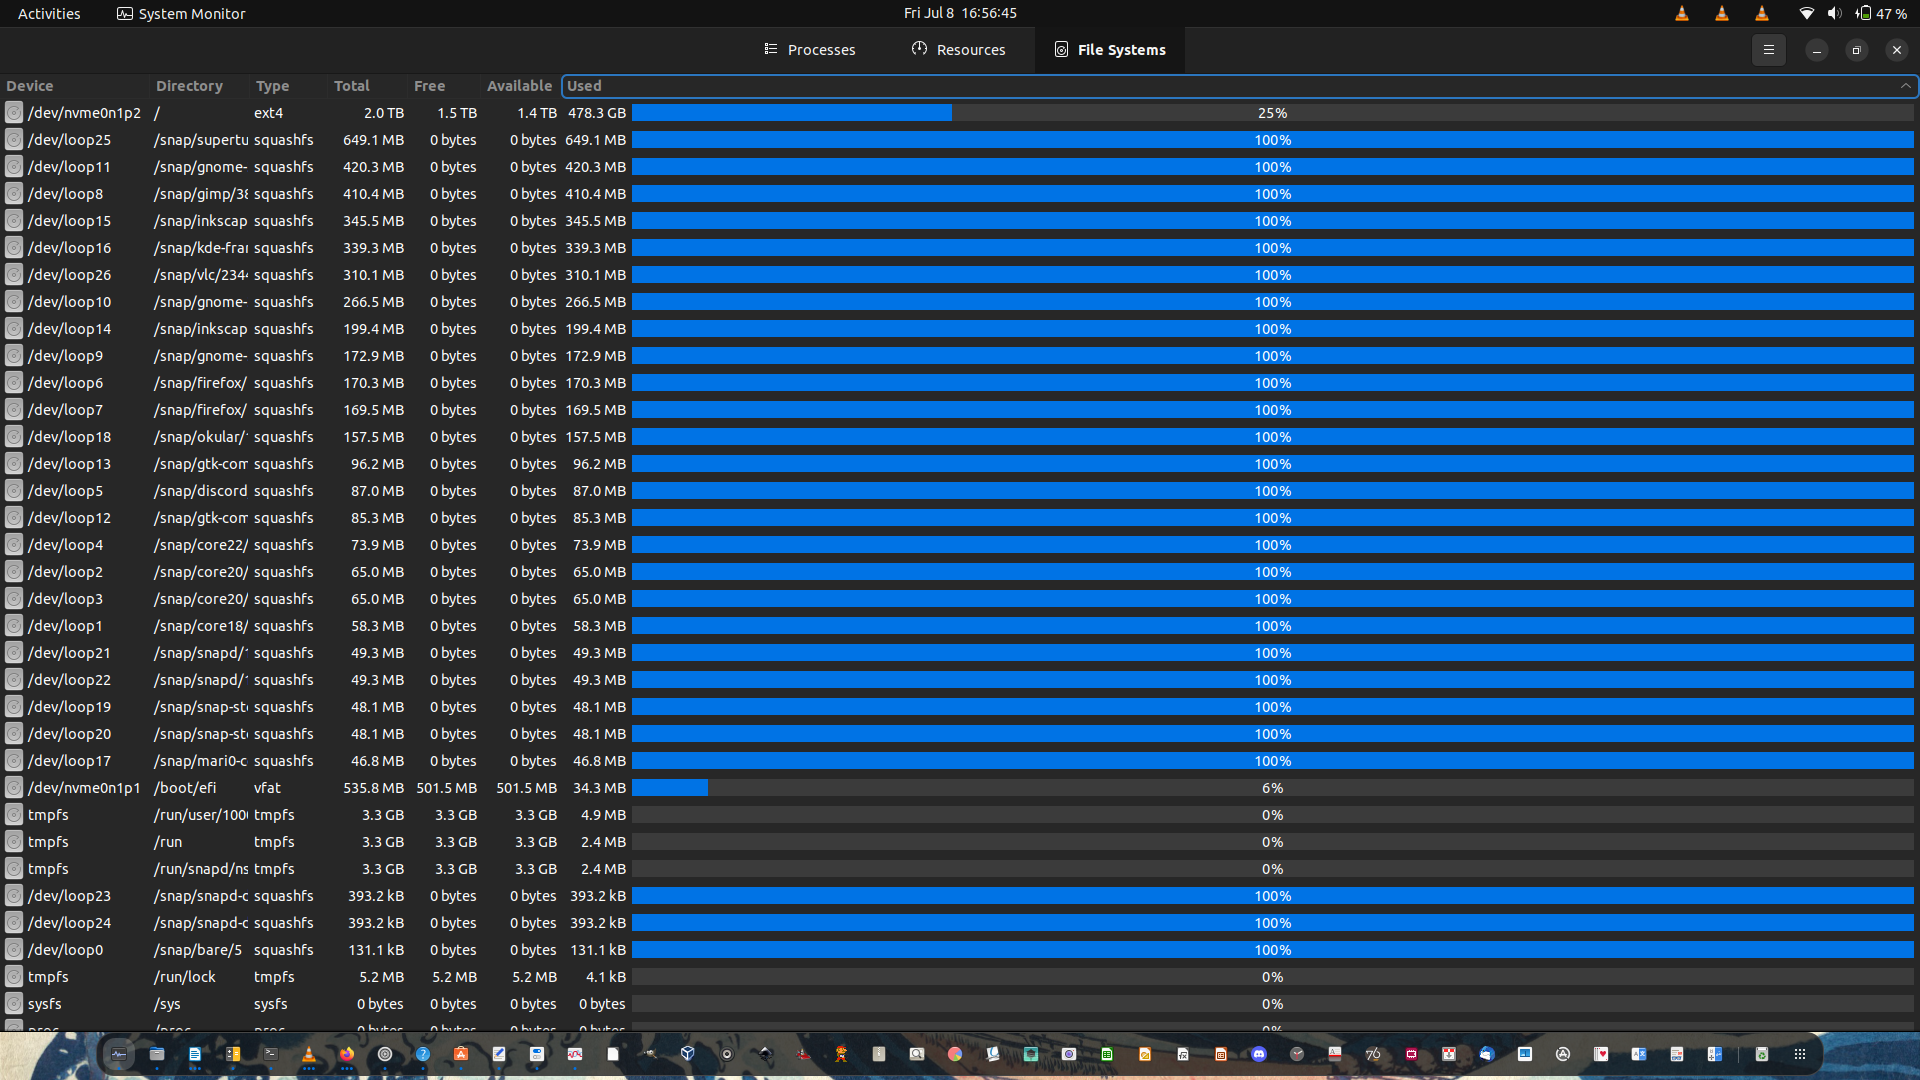 Activities System Monitor Fri Jul 8 16:56:45 47 %
Processes Resources File Systems
Device Directory Type Total Free Available Used
/dev/nvme0n1p2 / ext4 2.0 TB 1.5 TB 1.4 TB 478.3 GB 25%
/dev/loop25 /snap/supertu squashfs 649.1 MB 0 bytes 0 bytes 649.1 MB 100%
/dev/loop11 /snap/gnome- squashfs 420.3 MB 0 bytes 0 bytes 420.3 MB 100%
/dev/loop8 /snap/gimp/38 squashfs 410.4 MB 0 bytes 0 bytes 410.4 MB 100%
/dev/loop15 /snap/inkscap squashfs 345.5 MB 0 bytes 0 bytes 345.5 MB 100%
/dev/loop16 /snap/kde-frar squashfs 339.3 MB 0 bytes 0 bytes 339.3 MB 100%
/dev/loop26 /snap/vlc/2344 squashfs 310.1 MB 0 bytes 0 bytes 310.1 MB 100%
/dev/loop10 /snap/gnome- squashfs 266.5 MB 0 bytes 0 bytes 266.5 MB 100%
/dev/loop14 /snap/inkscap squashfs 199.4 MB 0 bytes 0 bytes 199.4 MB 100%
/dev/loop9 /snap/gnome- squashfs 172.9 MB 0 bytes 0 bytes 172.9 MB 100%
/dev/loop6 /snap/firefox/ squashfs 170.3 MB 0 bytes 0 bytes 170.3 MB 100%
/dev/loop7 /snap/firefox/ squashfs 169.5 MB 0 bytes 0 bytes 169.5 MB 100%
/dev/loop18 /snap/okular/ squashfs 157.5 MB 0 bytes 0 bytes 157.5 MB 100%
/dev/loop13 /snap/gtk-com squashfs 96.2 MB 0 bytes 0 bytes 96.2 MB 100%
/dev/loop5 /snap/discord squashfs 87.0 MB 0 bytes 0 bytes 87.0 MB 100%
/dev/loop12 /snap/gtk-com squashfs 85.3 MB 0 bytes 0 bytes 85.3 MB 100%
/dev/loop4 /snap/core22/ squashfs 73.9 MB 0 bytes 0 bytes 73.9 MB 100%
/dev/loop2 /snap/core20/ squashfs 65.0 MB 0 bytes 0 bytes 65.0 MB 100%
/dev/loop3 /snap/core20/ squashfs 65.0 MB 0 bytes 0 bytes 65.0 MB 100%
/dev/loop1 /snap/core18/ squashfs 58.3 MB 0 bytes 0 bytes 58.3 MB 100%
/dev/loop21 /snap/snapd/ squashfs 49.3 MB 0 bytes 0 bytes 49.3 MB 100%
/dev/loop22 /snap/snapd/ squashfs 49.3 MB 0 bytes 0 bytes 49.3 MB 100%
/dev/loop19 /snap/snap-sto squashfs 48.1 MB 0 bytes 0 bytes 48.1 MB 100%
/dev/loop20 /snap/snap-sto squashfs 48.1 MB 0 bytes 0 bytes 48.1 MB 100%
/dev/loop17 /snap/mari0-c squashfs 46.8 MB 0 bytes 0 bytes 46.8 MB 100%
/dev/nvme0n1p1 /boot/efi vfat 535.8 MB 501.5 MB 501.5 MB 34.3 MB 6%
tmpfs /run/user/1000 tmpfs 3.3 GB 3.3 GB 3.3 GB 4.9 MB 0%
tmpfs /run tmpfs 3.3 GB 3.3 GB 3.3 GB 2.4 MB 0%
tmpfs /run/snapd/ns tmpfs 3.3 GB 3.3 GB 3.3 GB 2.4 MB 0%
/dev/loop23 /snap/snapd-c squashfs 393.2 kB 0 bytes 0 bytes 393.2 kB 100%
/dev/loop24 /snap/snapd-c squashfs 393.2 kB 0 bytes 0 bytes 393.2 kB 100%
/dev/loop0 /snap/bare/5 squashfs 131.1 kB 0 bytes 0 bytes 131.1 kB 100%
tmpfs /run/lock tmpfs 5.2 MB 5.2 MB 5.2 MB 4.1 kB 0%
sysfs /sys sysfs 0 bytes 0 bytes 0 bytes 0 bytes 0%
proc /proc proc 0 bytes 0 bytes 0 bytes 0 bytes 0%